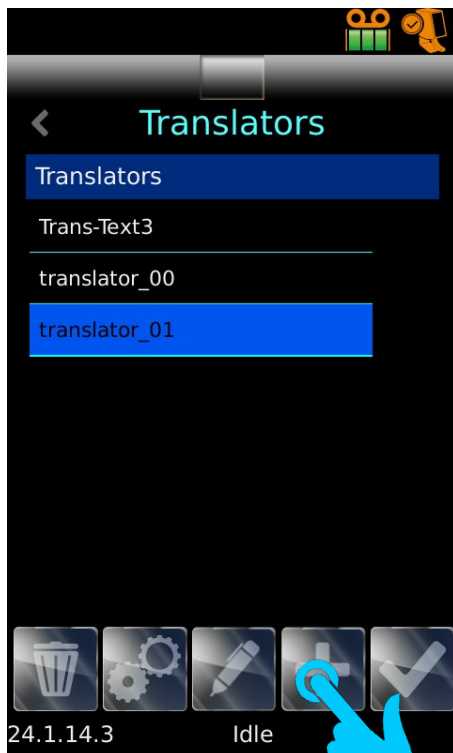 Translators
Translators
Trans-Text3
translator_00
translator_01
24.1.14.3 Idle